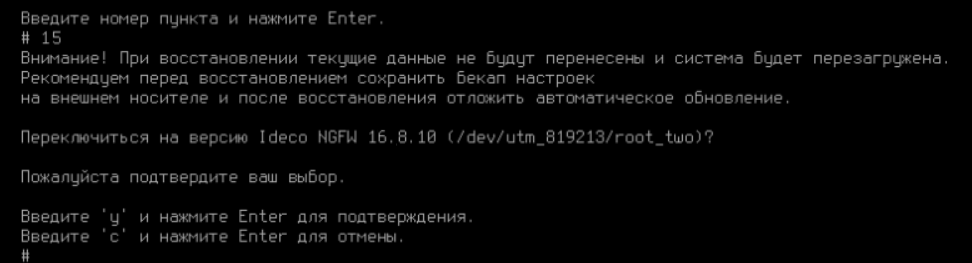 Введите номер пункта и нажмите Enter.
# 15
Внимание! При восстановлении текущие данные не будут перенесены и система будет перезагружена.
Рекомендуем перед восстановлением сохранить бекап настроек
на внешнем носителе и после восстановления отложить автоматическое обновление.
Переключиться на версию Ideco NGFW 16.8.10 (/dev/utm_819213/root_two)?
Пожалуйста подтвердите ваш выбор.
Введите 'y' и нажмите Enter для подтверждения.
Введите 'c' и нажмите Enter для отмены.
#